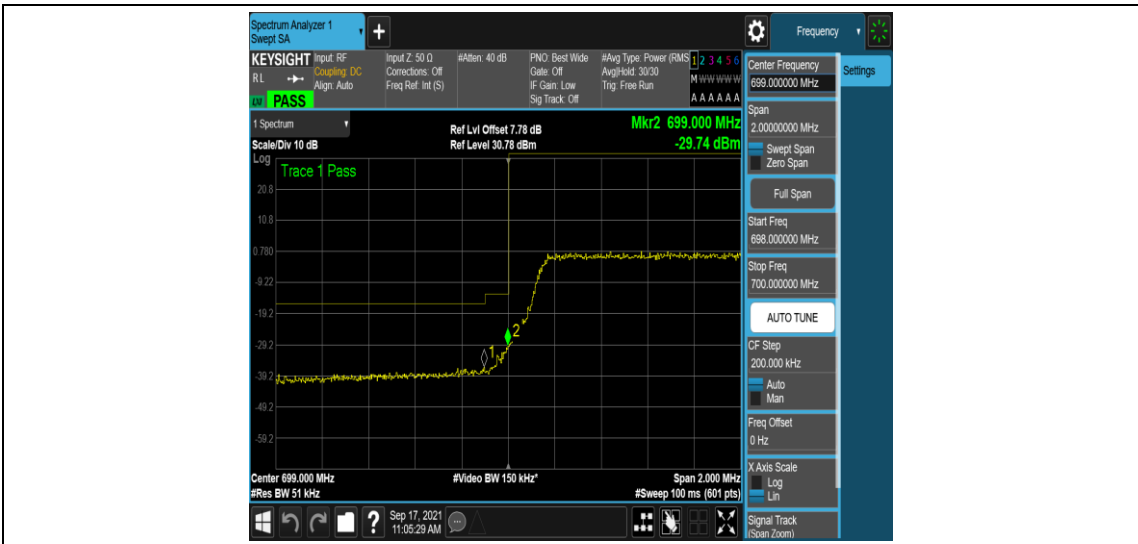 Spectrum Analyzer 1
Swept SA
+
Frequency
KEYSIGHT
RL
LXI PASS
Input: RF
Coupling: DC
Align: Auto
Input Z: 50 Ω
Corrections: Off
Freq Ref: Int (S)
#Atten: 40 dB
PNO: Best Wide
Gate: Off
IF Gain: Low
Sig Track: Off
#Avg Type: Power (RMS
Avg|Hold: 30/30
Trig: Free Run
1 2 3 4 5 6
M W W W W W
A A A A A A
1 Spectrum
Scale/Div 10 dB
Ref Lvl Offset 7.78 dB
Ref Level 30.78 dBm
Mkr2 699.000 MHz
-29.74 dBm
Log
Trace 1 Pass
20.8
10.8
0.780
-9.22
-19.2
-29.2
-39.2
-49.2
-59.2
1
2
Center 699.000 MHz
#Video BW 150 kHz*
Span 2.000 MHz
#Res BW 51 kHz
#Sweep 100 ms (601 pts)
Center Frequency
699.000000 MHz
Settings
Span
2.00000000 MHz
Swept Span
Zero Span
Full Span
Start Freq
698.000000 MHz
Stop Freq
700.000000 MHz
AUTO TUNE
CF Step
200.000 kHz
Auto
Man
Freq Offset
0 Hz
X Axis Scale
Log
Lin
Signal Track
(Span Zoom)
?
Sep 17, 2021
11:05:29 AM